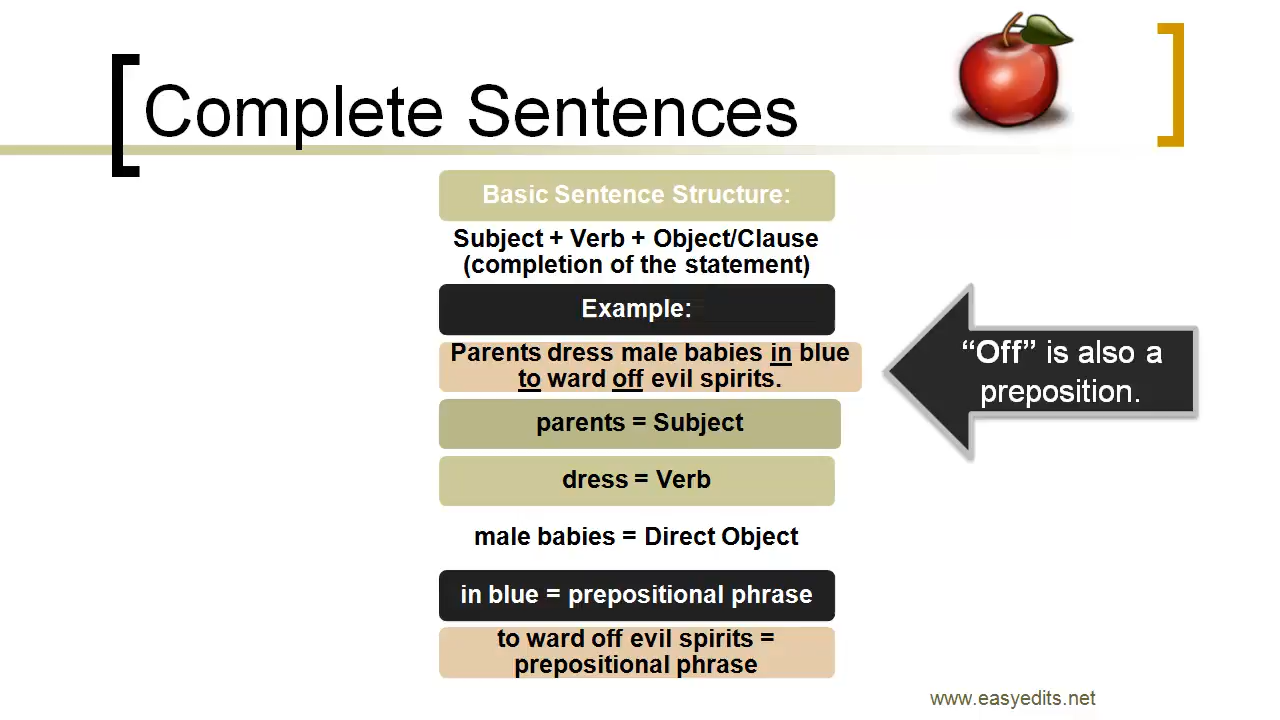 Complete Sentences
Basic Sentence Structure:
Subject + Verb + Object/Clause
(completion of the statement)
Example:
Parents dress male babies in blue
to ward off evil spirits.
“Off” is also a
preposition.
parents = Subject
dress = Verb
male babies = Direct Object
in blue = prepositional phrase
to ward off evil spirits =
prepositional phrase
www.easyedits.net